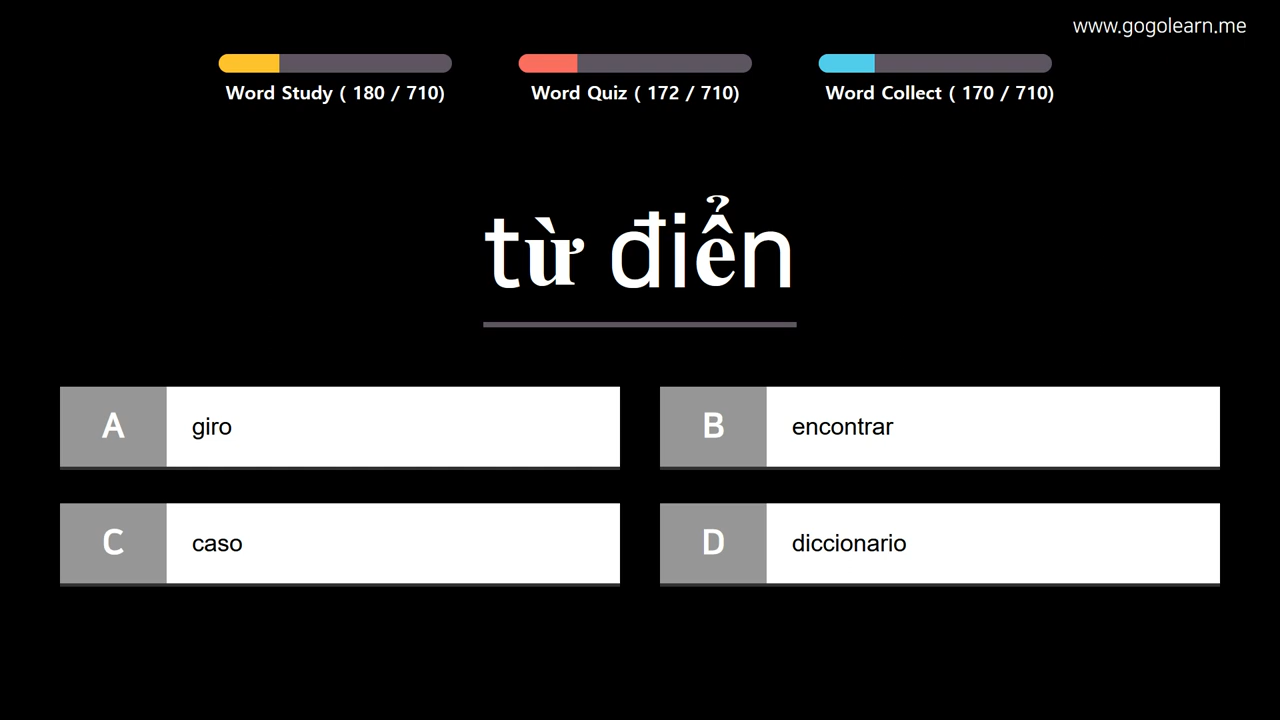 www.gogolearn.me
Word Study ( 180 / 710)
Word Quiz ( 172 / 710)
Word Collect ( 170 / 710)
từ điển
A giro
B encontrar
C caso
D diccionario